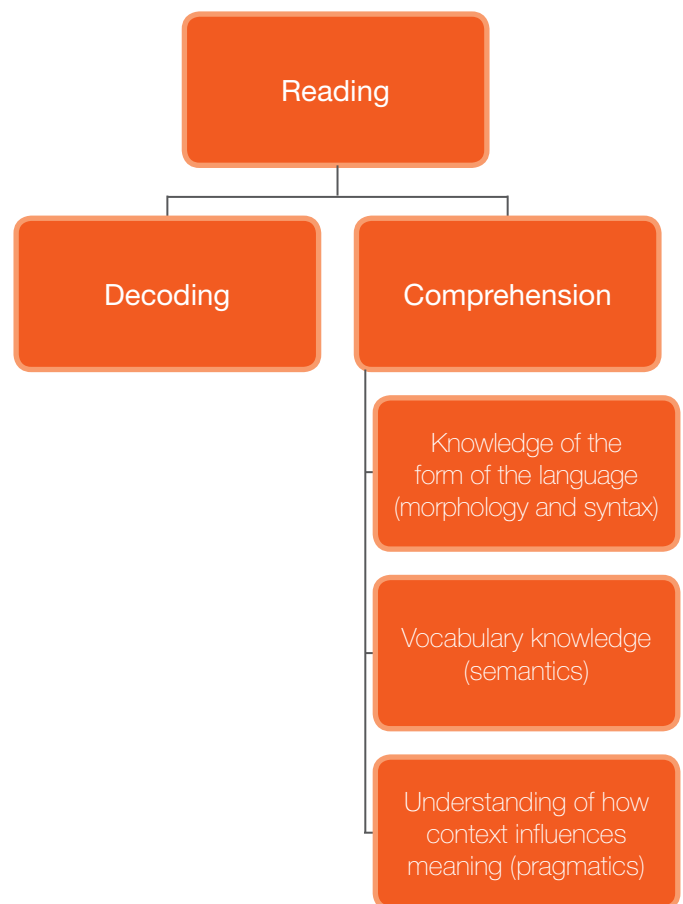 Reading
Decoding
Comprehension
Knowledge of the
form of the language
(morphology and syntax)
Vocabulary knowledge
(semantics)
Understanding of how
context influences
meaning (pragmatics)